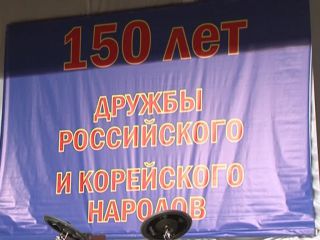 150 лет
ДРУЖБЫ
РОССИЙСКОГО
И КОРЕЙСКОГО
НАРОДОВ